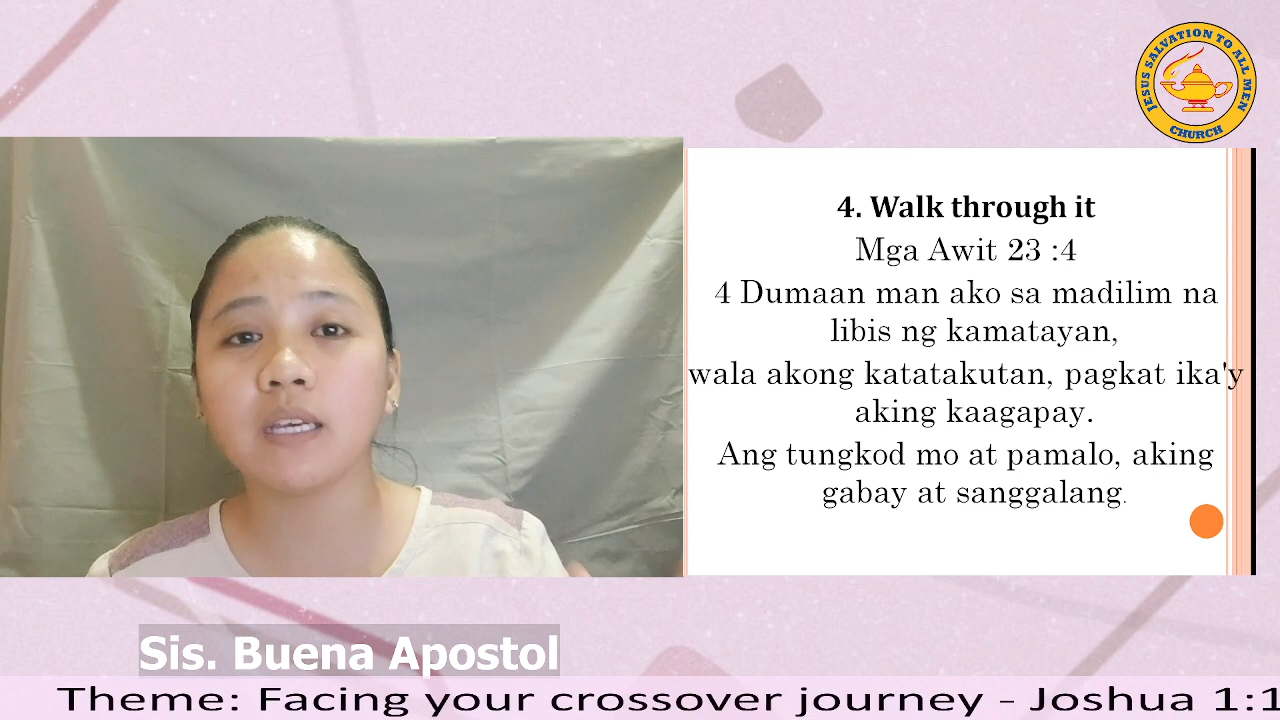 JESUS SALVATION TO ALL MEN
CHURCH
4. Walk through it
Mga Awit 23 :4
4 Dumaan man ako sa madilim na
libis ng kamatayan,
wala akong katatakutan, pagkat ika'y
aking kaagapay.
Ang tungkod mo at pamalo, aking
gabay at sanggalang.
Sis. Buena Apostol
Theme: Facing your crossover journey - Joshua 1:1